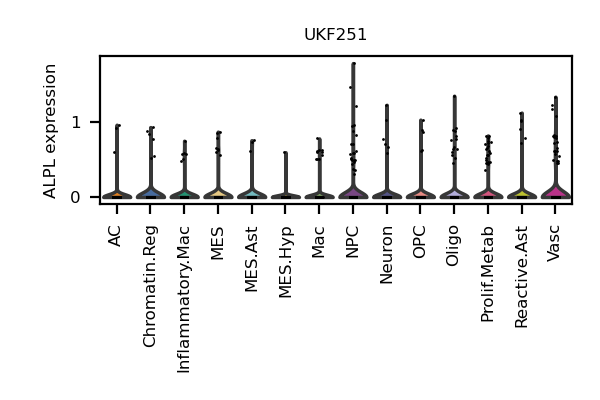 UKF251
ALPL expression
1
0
AC
Chromatin.Reg
Inflammatory.Mac
MES
MES.Ast
MES.Hyp
Mac
NPC
Neuron
OPC
Oligo
Prolif.Metab
Reactive.Ast
Vasc